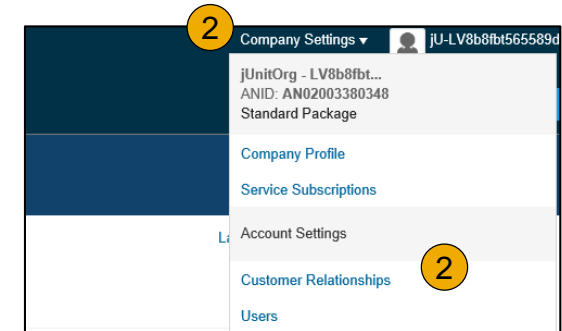 2
Company Settings ▾
jU-LV8b8fbt565589d
jUnitOrg - LV8b8fbt...
ANID: AN02003380348
Standard Package
Company Profile
Service Subscriptions
La
Account Settings
2
Customer Relationships
Users